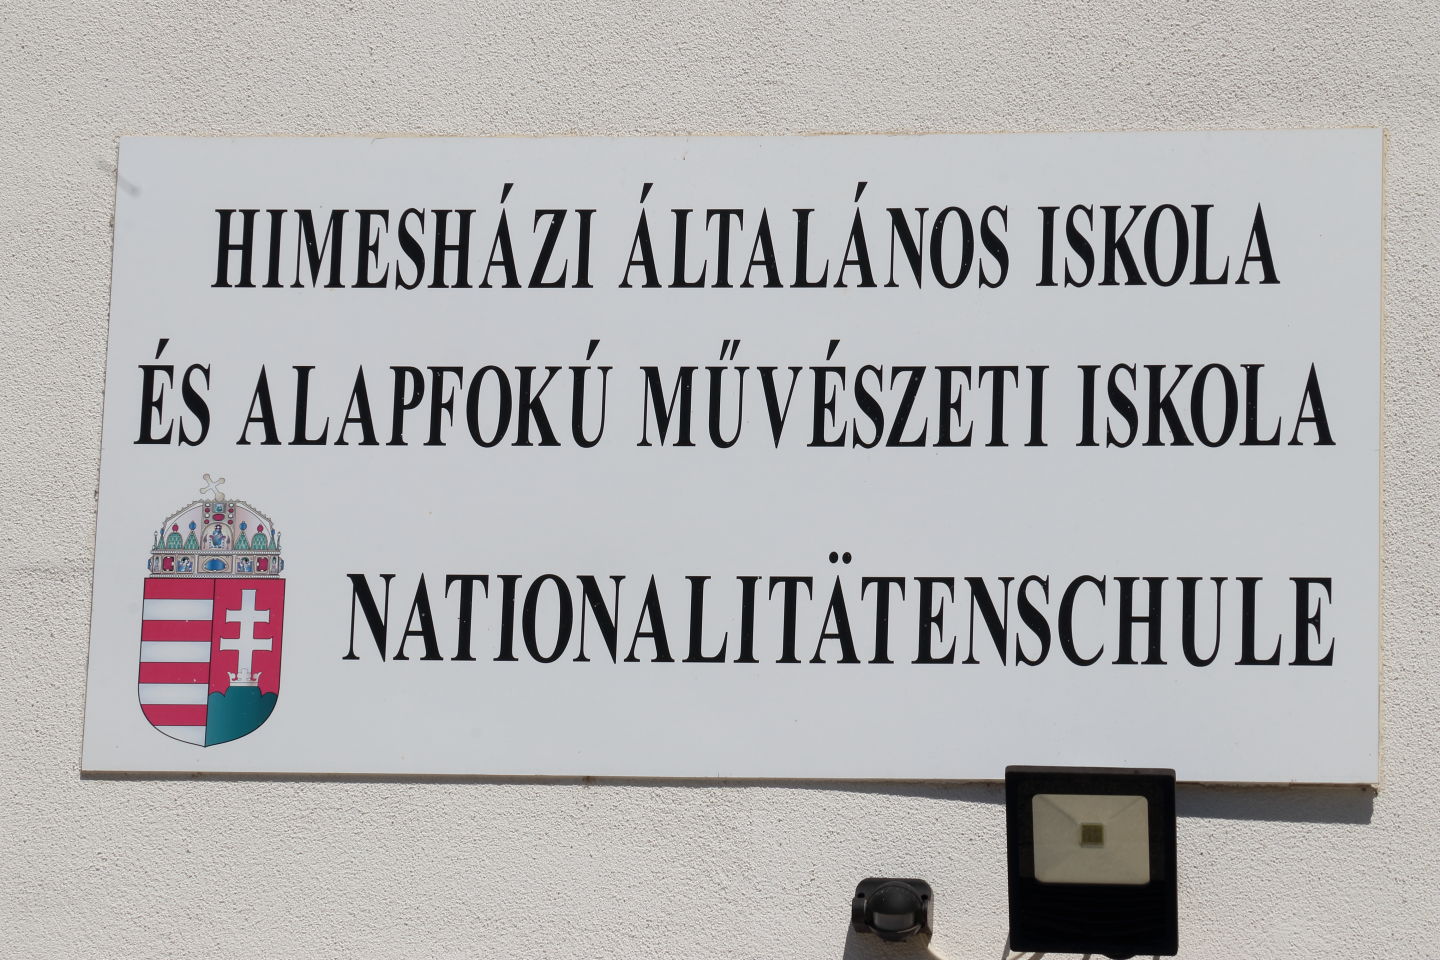 HIMESHÁZI ÁLTALÁNOS ISKOLA
ÉS ALAPFOKÚ MŰVÉSZETI ISKOLA
NATIONALITÄTENSCHULE